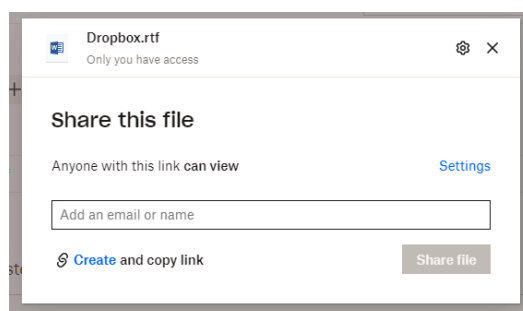 Dropbox.rtf
Only you have access
Share this file
Anyone with this link can view
Settings
Add an email or name
Create and copy link
Share file